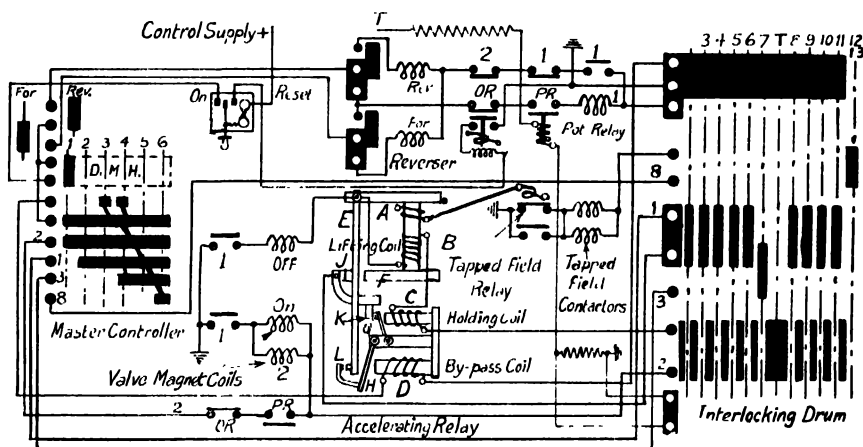 T
Control Supply+
3 4 5 6 7 T 8 9 10 11 12 13
2
1
1
For
Rev.
On
Reset
Rev
OR
PR
1
Pot Relay
For
Reverser
1 2 3 4 5 6
D. M H.
8
E
A
B
1
2
1
OFF
Lifting Coil
J
F
Tapped Field Relay
Tapped Field Contactors
1
3
8
On
K
G
C
Holding Coil
3
Master Controller
1
2
L
H
D
By-pass Coil
2
Valve Magnet Coils
2
OR
PR
Accelerating Relay
Interlocking Drum